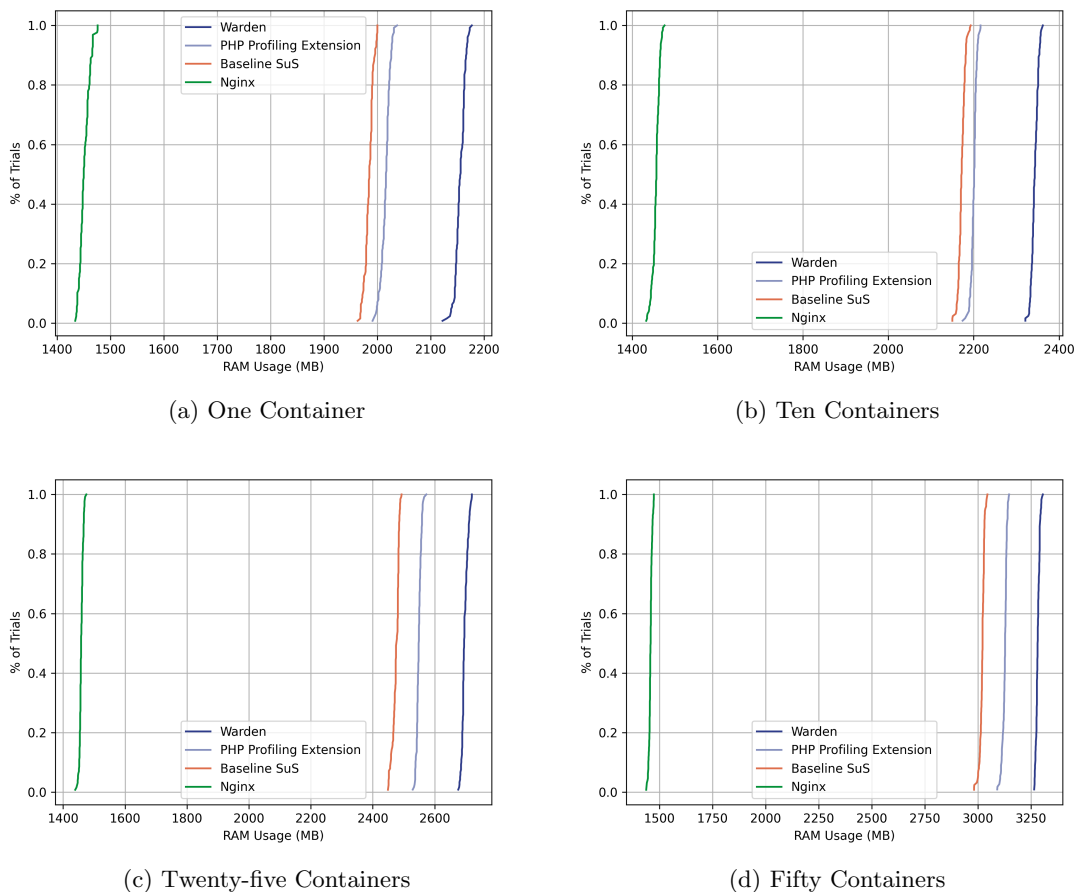 1.0
0.8
0.6
0.4
0.2
0.0
% of Trials
Warden
PHP Profiling Extension
Baseline SuS
Nginx
1400 1500 1600 1700 1800 1900 2000 2100 2200
RAM Usage (MB)
(a) One Container
1.0
0.8
0.6
0.4
0.2
0.0
% of Trials
Warden
PHP Profiling Extension
Baseline SuS
Nginx
1400 1600 1800 2000 2200 2400
RAM Usage (MB)
(b) Ten Containers
1.0
0.8
0.6
0.4
0.2
0.0
% of Trials
Warden
PHP Profiling Extension
Baseline SuS
Nginx
1400 1600 1800 2000 2200 2400 2600
RAM Usage (MB)
(c) Twenty-five Containers
1.0
0.8
0.6
0.4
0.2
0.0
% of Trials
Warden
PHP Profiling Extension
Baseline SuS
Nginx
1500 1750 2000 2250 2500 2750 3000 3250
RAM Usage (MB)
(d) Fifty Containers